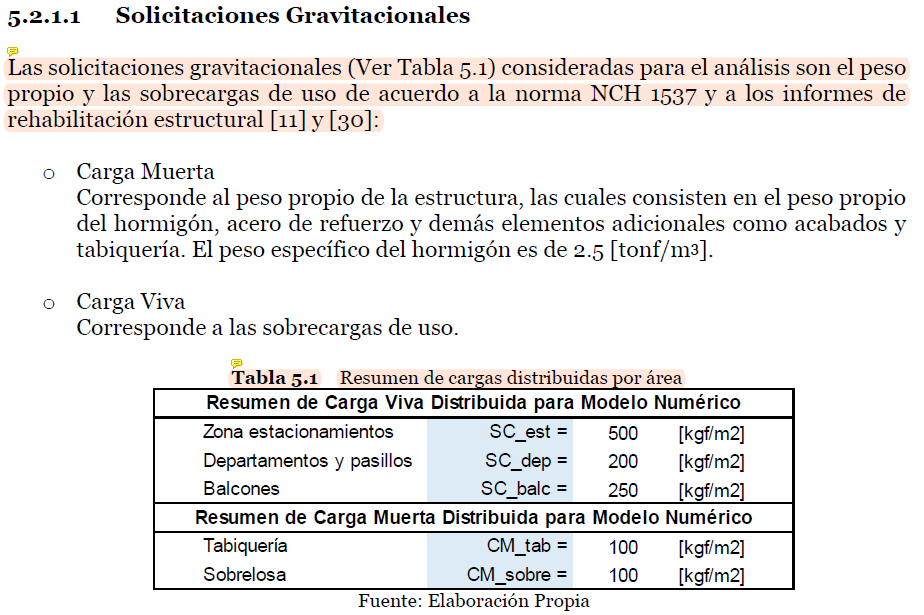 5.2.1.1 Solicitaciones Gravitacionales
Las solicitaciones gravitacionales (Ver Tabla 5.1) consideradas para el análisis son el peso
propio y las sobrecargas de uso de acuerdo a la norma NCH 1537 y a los informes de
rehabilitación estructural [11] y [30]:
o Carga Muerta
Corresponde al peso propio de la estructura, las cuales consisten en el peso propio
del hormigón, acero de refuerzo y demás elementos adicionales como acabados y
tabiquería. El peso específico del hormigón es de 2.5 [tonf/m3].
o Carga Viva
Corresponde a las sobrecargas de uso.
Tabla 5.1 Resumen de cargas distribuidas por área
Resumen de Carga Viva Distribuida para Modelo Numérico
Zona estacionamientos SC_est = 500 [kgf/m2]
Departamentos y pasillos SC_dep = 200 [kgf/m2]
Balcones SC_balc = 250 [kgf/m2]
Resumen de Carga Muerta Distribuida para Modelo Numérico
Tabiquería CM_tab = 100 [kgf/m2]
Sobrelosa CM_sobre = 100 [kgf/m2]
Fuente: Elaboración Propia